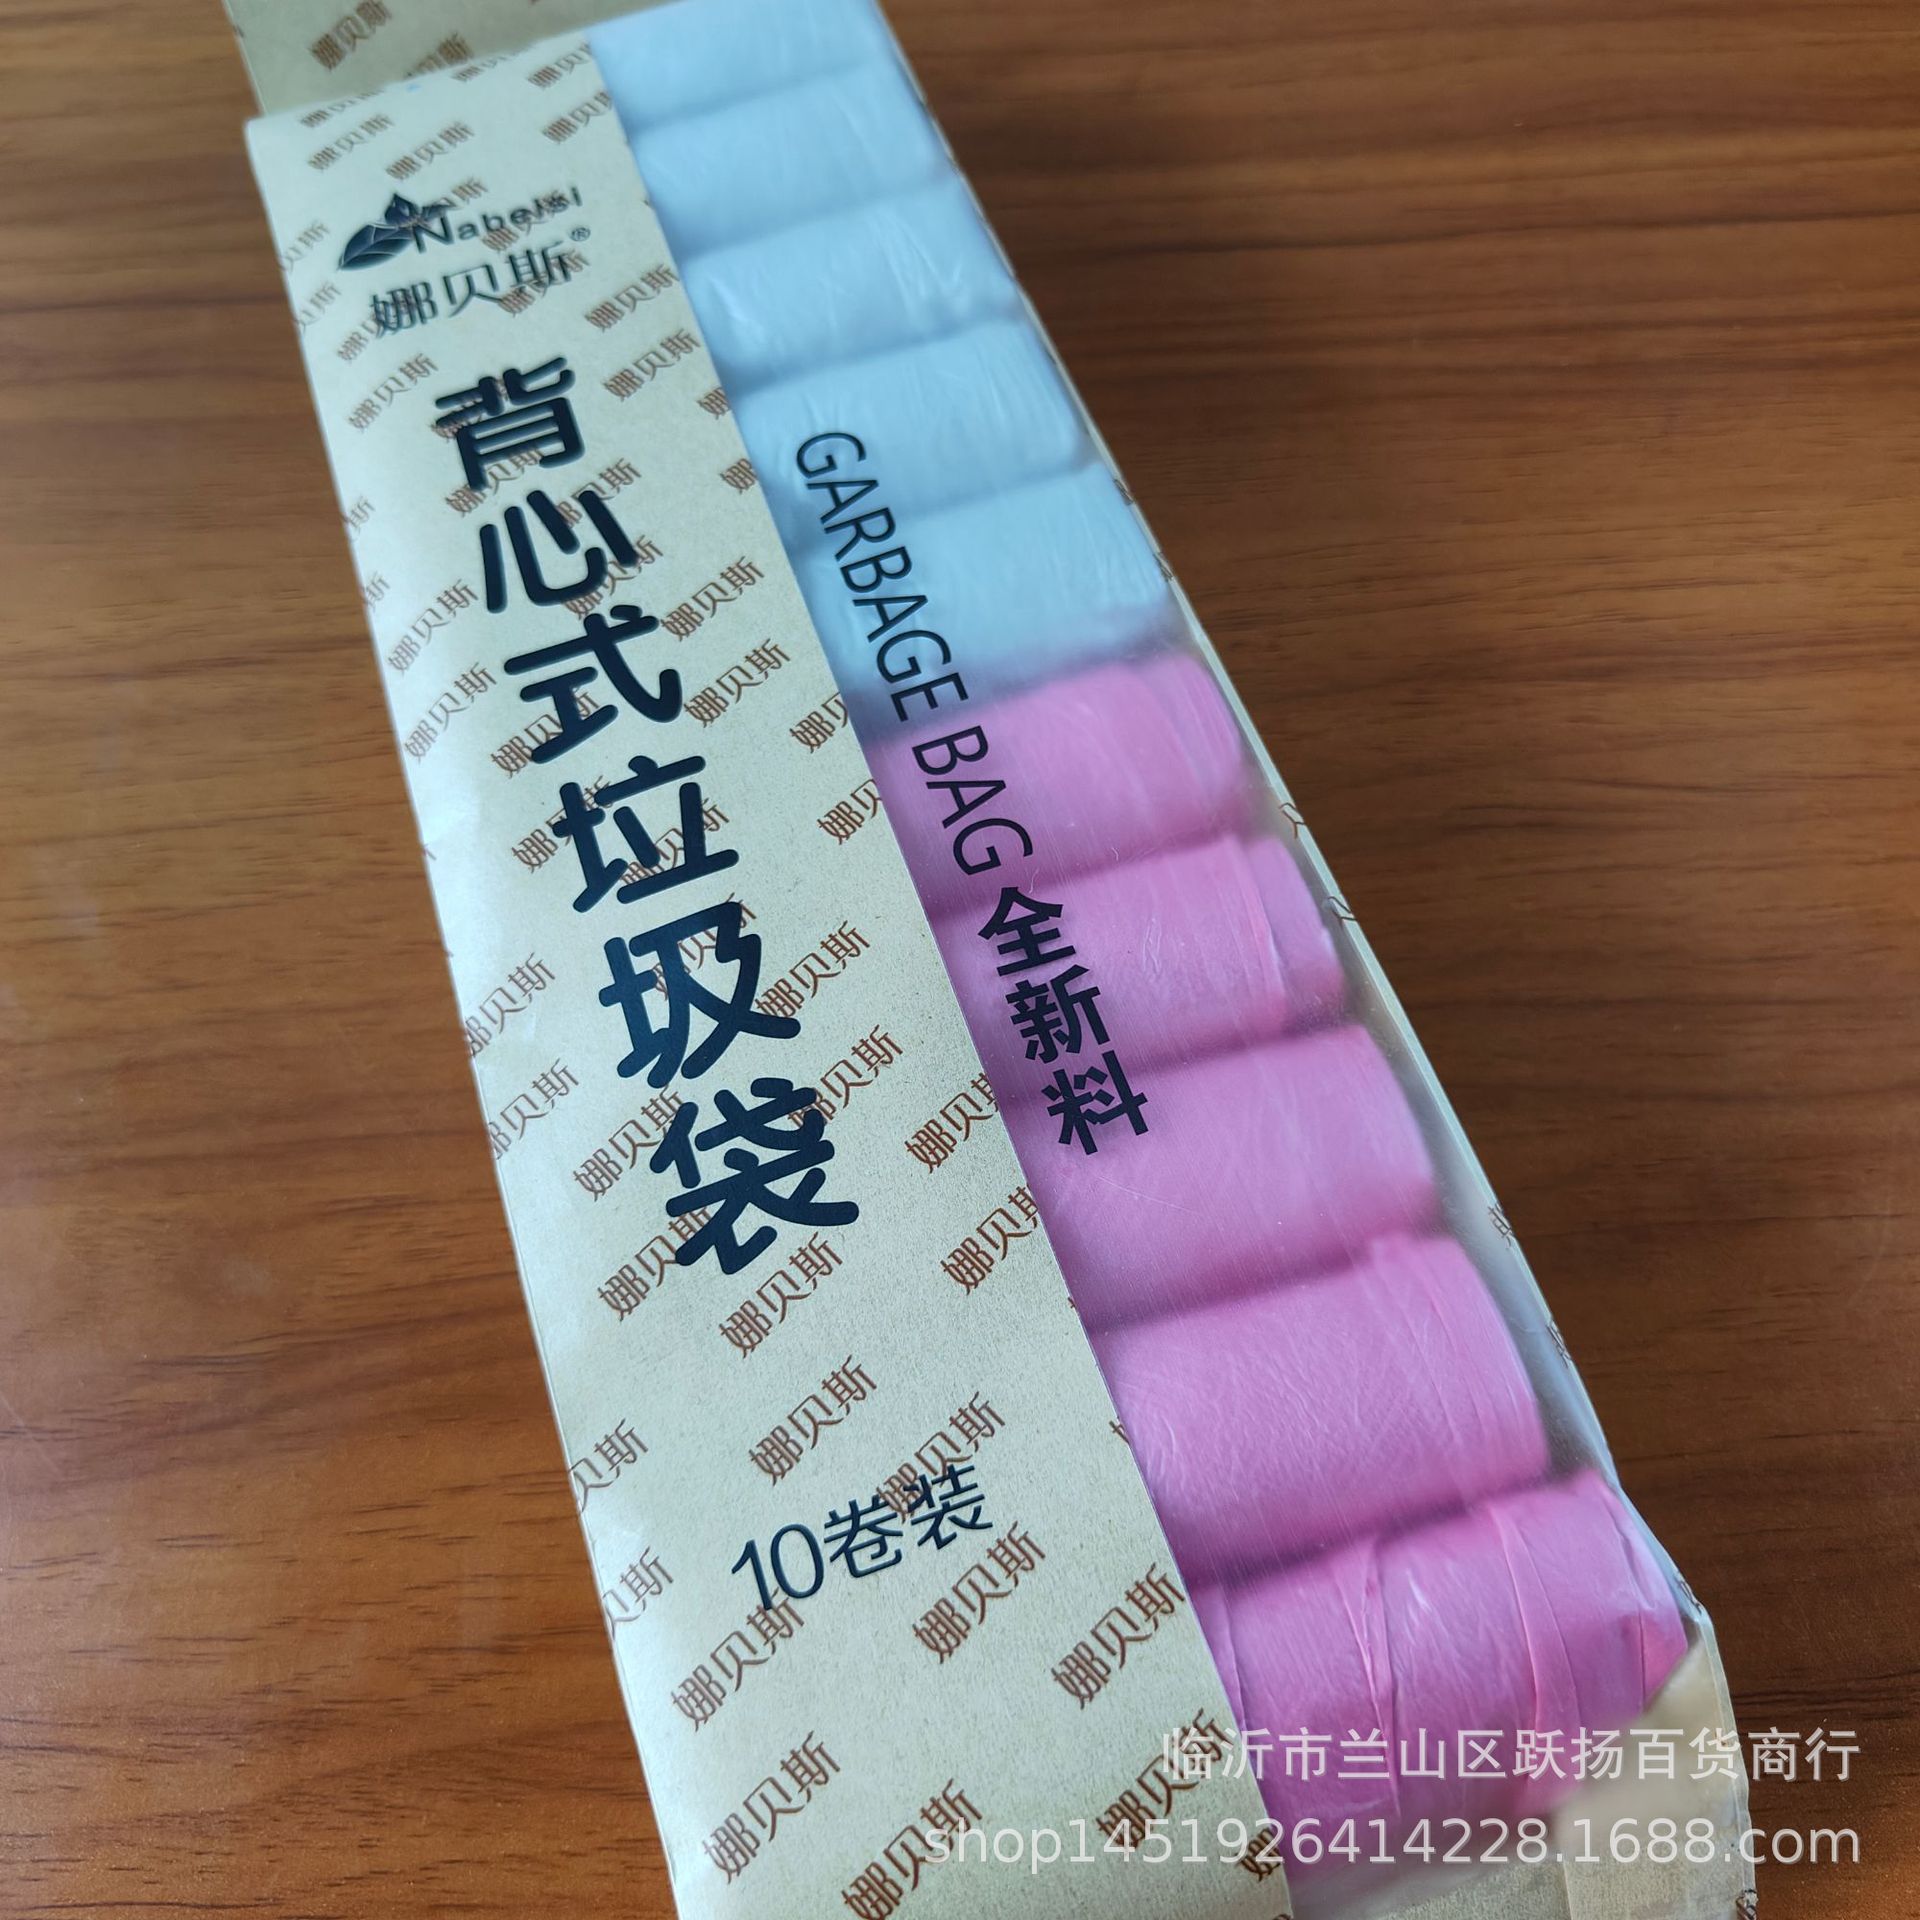 Nabeisi
娜贝斯®
背心式垃圾袋
10卷装
GARBAGE BAG 全新料
临沂市兰山区跃扬百货商行
shop1451926414228.1688.com